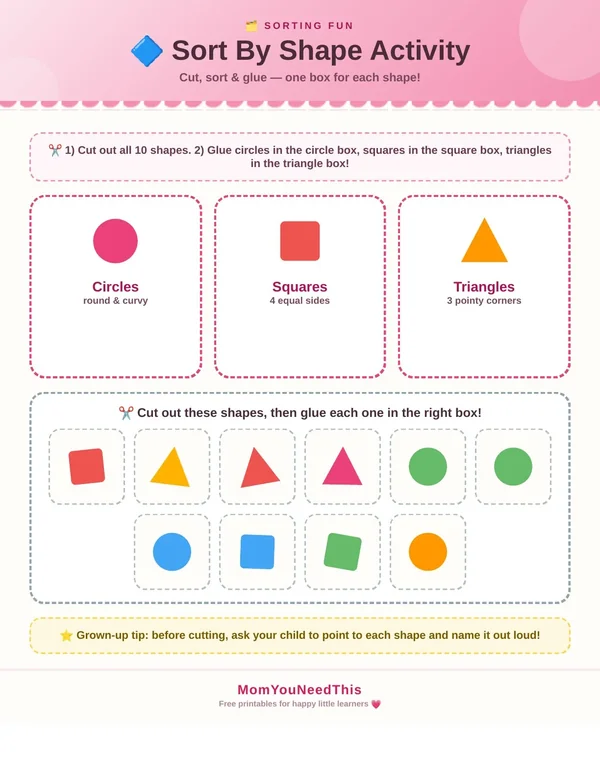 🗂️ SORTING FUN
🔷 Sort By Shape Activity
Cut, sort & glue — one box for each shape!
✂️ 1) Cut out all 10 shapes. 2) Glue circles in the circle box, squares in the square box, triangles
in the triangle box!
Circles
round & curvy
Squares
4 equal sides
Triangles
3 pointy corners
✂️ Cut out these shapes, then glue each one in the right box!
⭐ Grown-up tip: before cutting, ask your child to point to each shape and name it out loud!
MomYouNeedThis
Free printables for happy little learners 💗